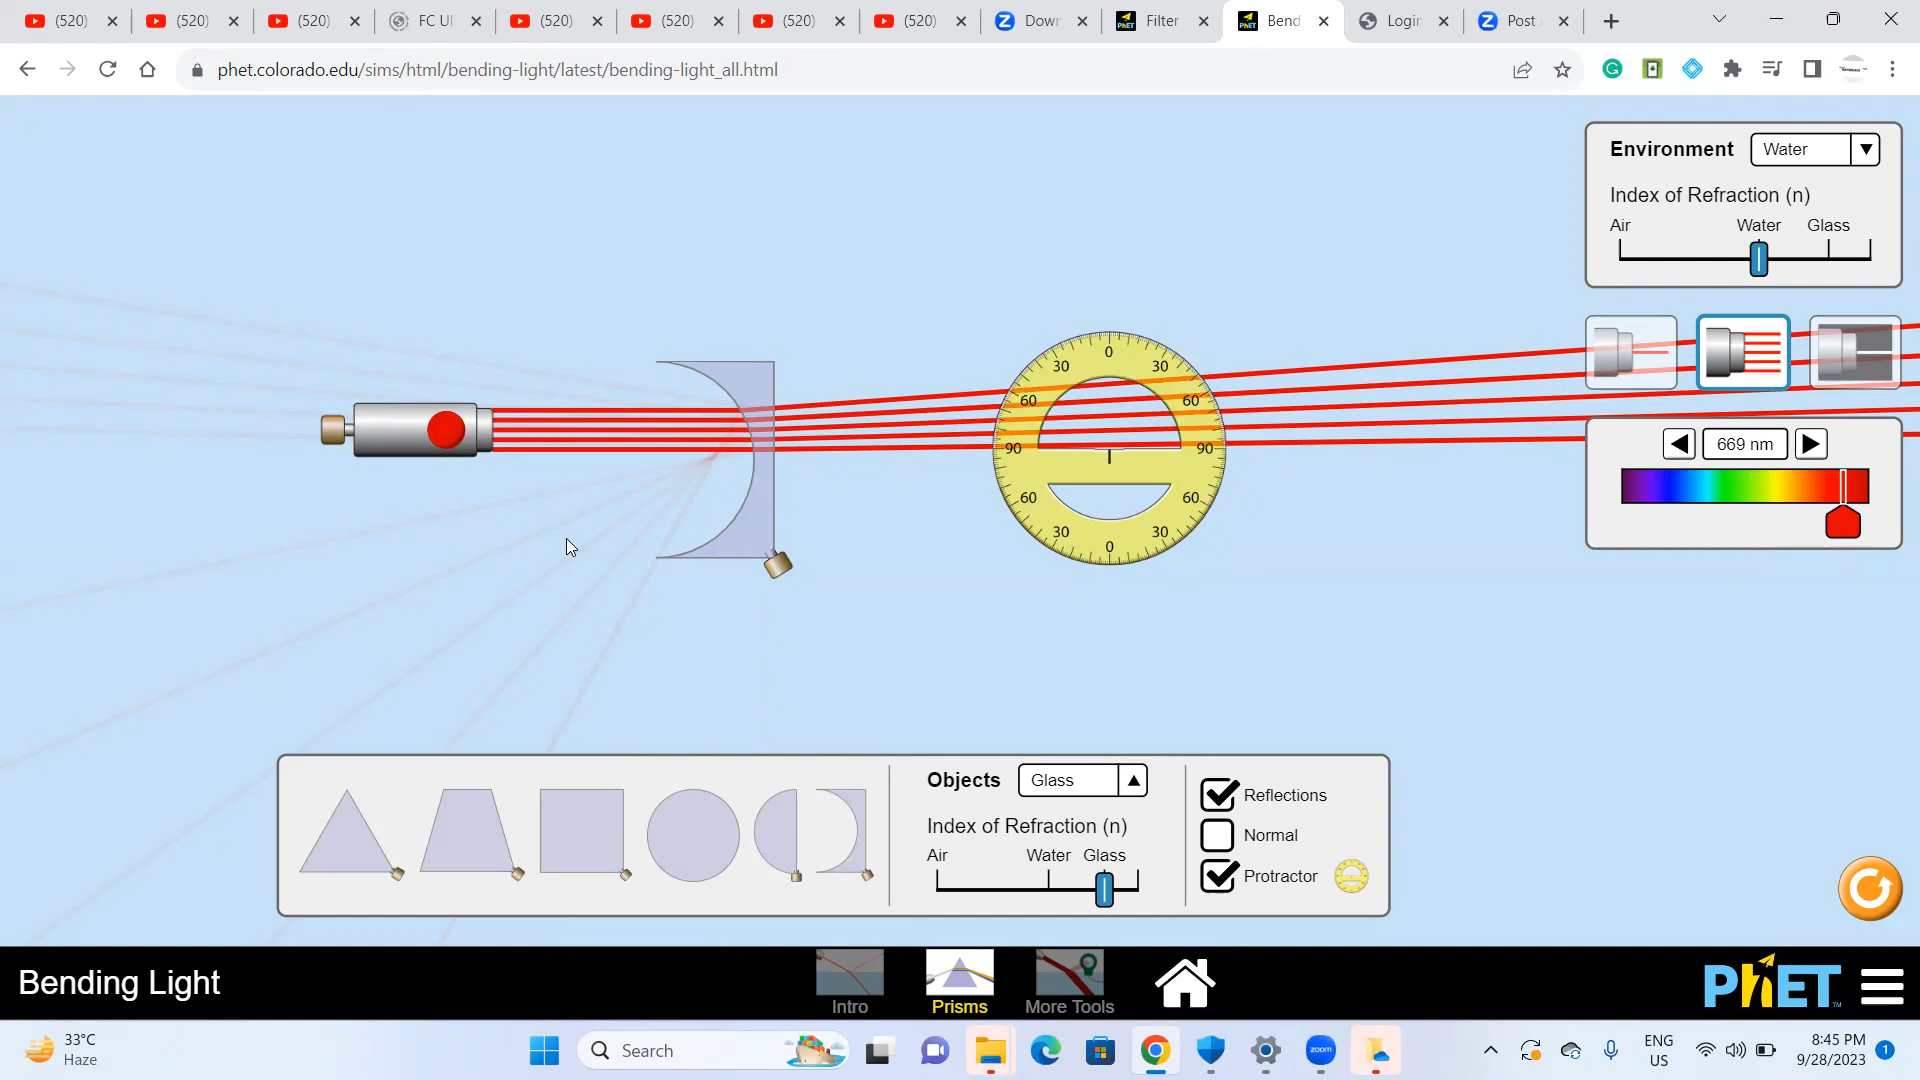 (520)
(520)
(520)
FC UI
(520)
(520)
(520)
(520)
Down
Filter
Bend
Login
Post
phet.colorado.edu/sims/html/bending-light/latest/bending-light_all.html
Environment Water
Index of Refraction (n)
Air Water Glass
0
30 30
60 60
90 90
60 60
30 30
0
669 nm
Objects Glass
Index of Refraction (n)
Air Water Glass
Reflections
Normal
Protractor
Bending Light
Intro
Prisms
More Tools
PhET
33°C
Haze
Search
zoom
ENG
US
8:45 PM
9/28/2023
1